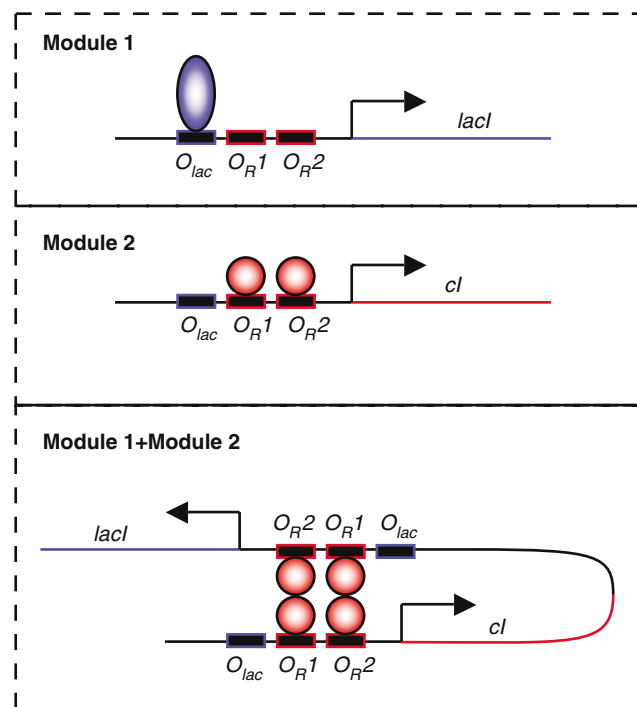 Module 1
lacI
O_lac O_R1 O_R2
Module 2
cI
O_lac O_R1 O_R2
Module 1+Module 2
lacI O_R2 O_R1 O_lac
cI
O_lac O_R1 O_R2